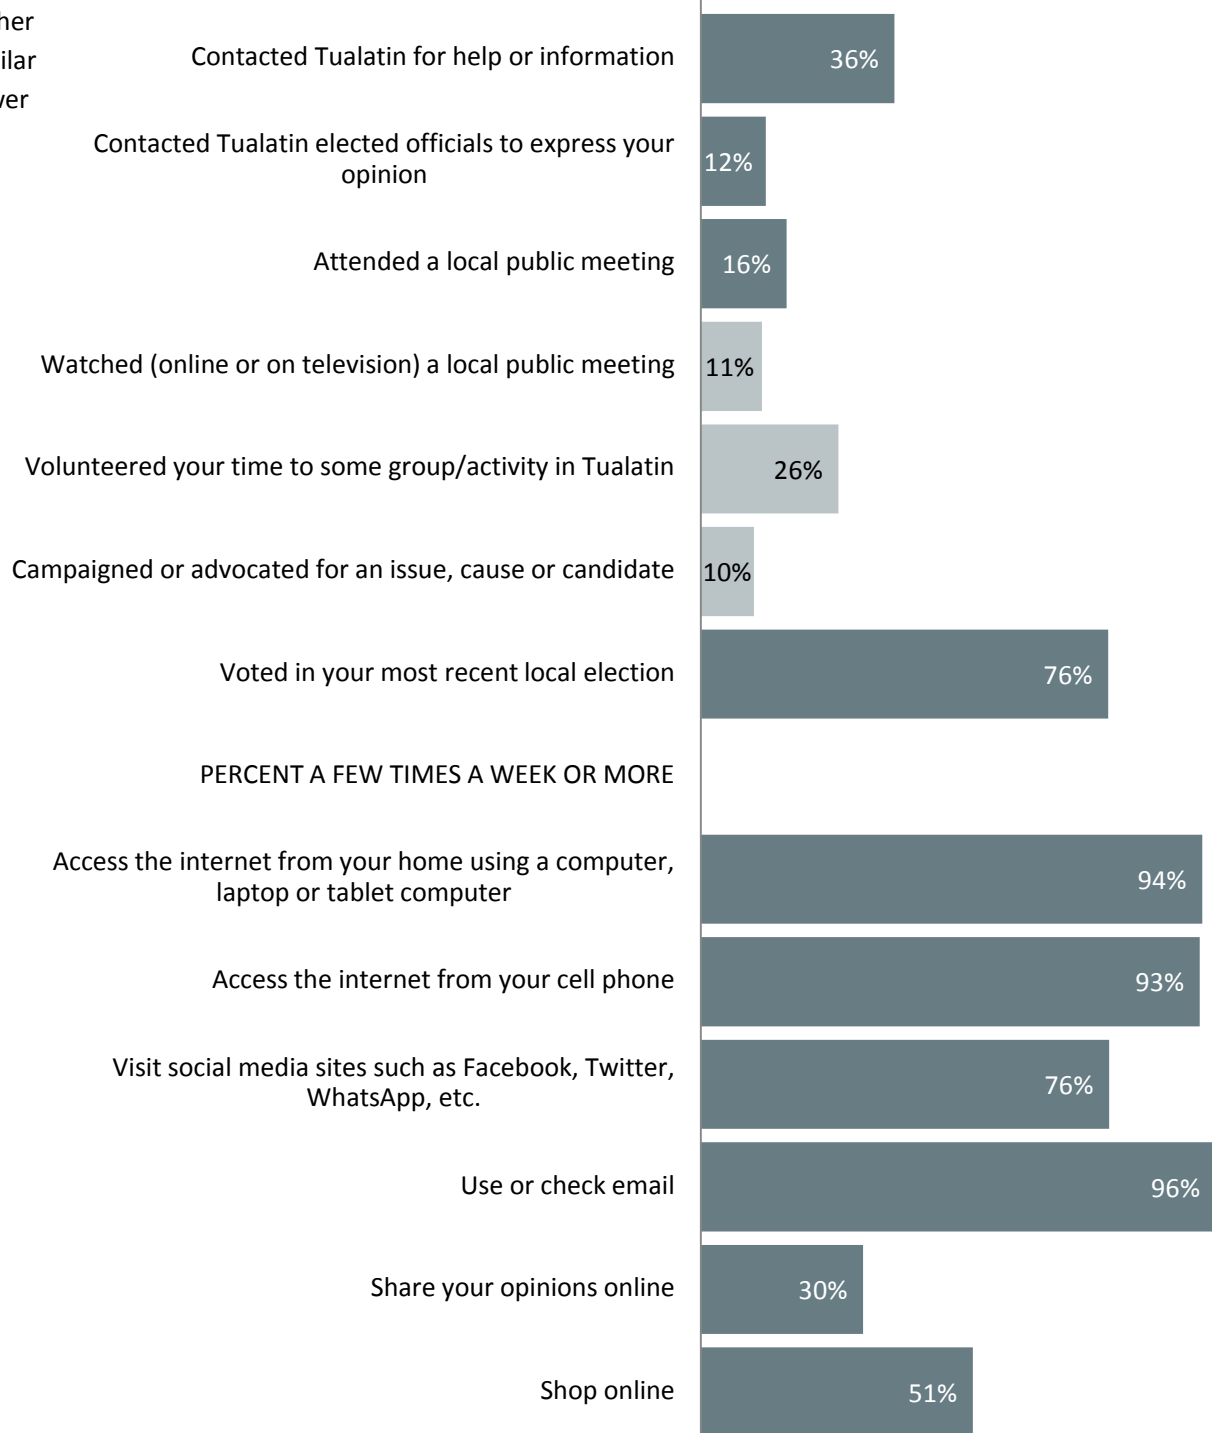 her
ilar
ver
Contacted Tualatin for help or information
36%
Contacted Tualatin elected officials to express your
opinion
12%
Attended a local public meeting
16%
Watched (online or on television) a local public meeting
11%
Volunteered your time to some group/activity in Tualatin
26%
Campaigned or advocated for an issue, cause or candidate
10%
Voted in your most recent local election
76%
PERCENT A FEW TIMES A WEEK OR MORE
Access the internet from your home using a computer,
laptop or tablet computer
94%
Access the internet from your cell phone
93%
Visit social media sites such as Facebook, Twitter,
WhatsApp, etc.
76%
Use or check email
96%
Share your opinions online
30%
Shop online
51%